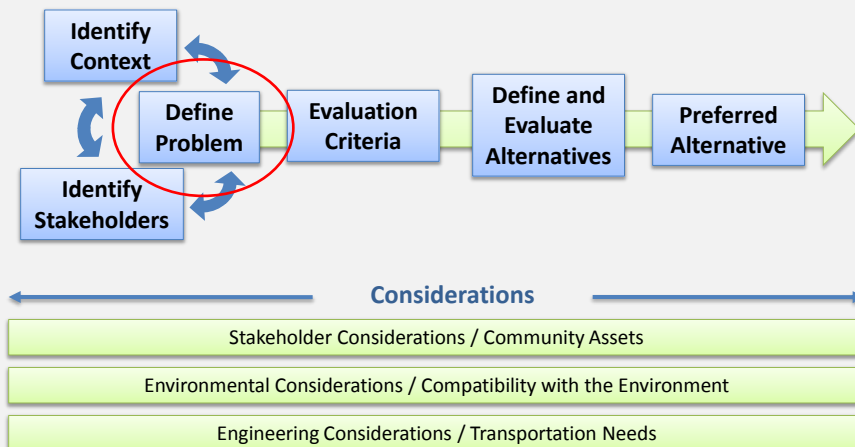 Identify
Context
Define
Problem
Identify
Stakeholders
Evaluation
Criteria
Define and
Evaluate
Alternatives
Preferred
Alternative
Considerations
Stakeholder Considerations / Community Assets
Environmental Considerations / Compatibility with the Environment
Engineering Considerations / Transportation Needs